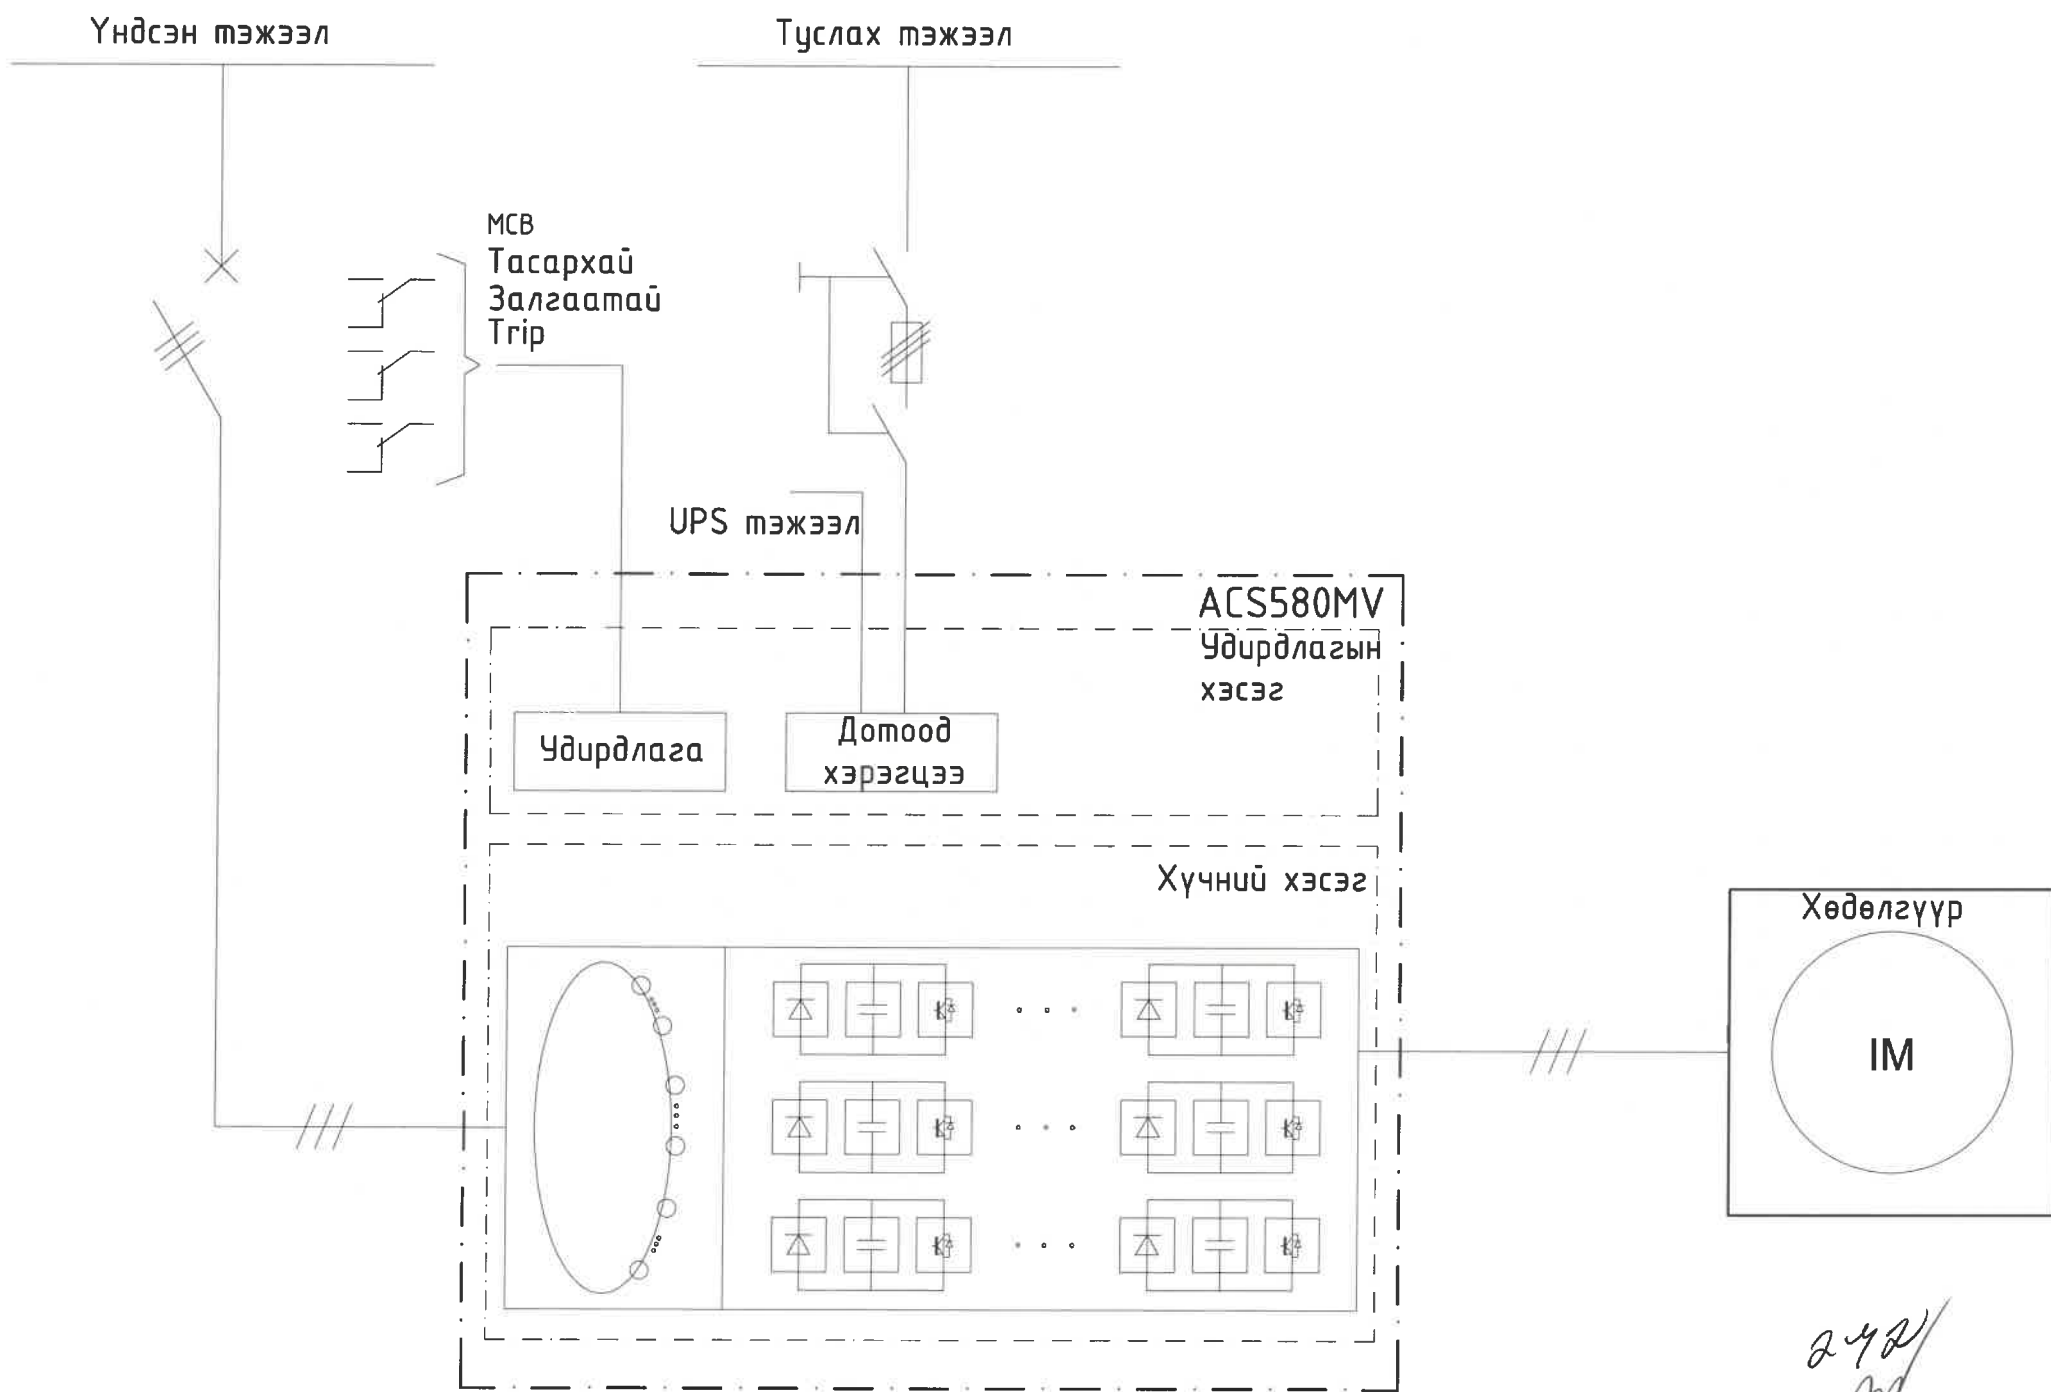 Үндсэн тэжээл
Туслах тэжээл
MCB
Тасархай
Залгаатай
Trip
UPS тэжээл
ACS580MV
Удирдлагын
хэсэг
Удирдлага
Дотоод
хэрэгцээ
Хүчний хэсэг
Хөдөлгүүр
IM